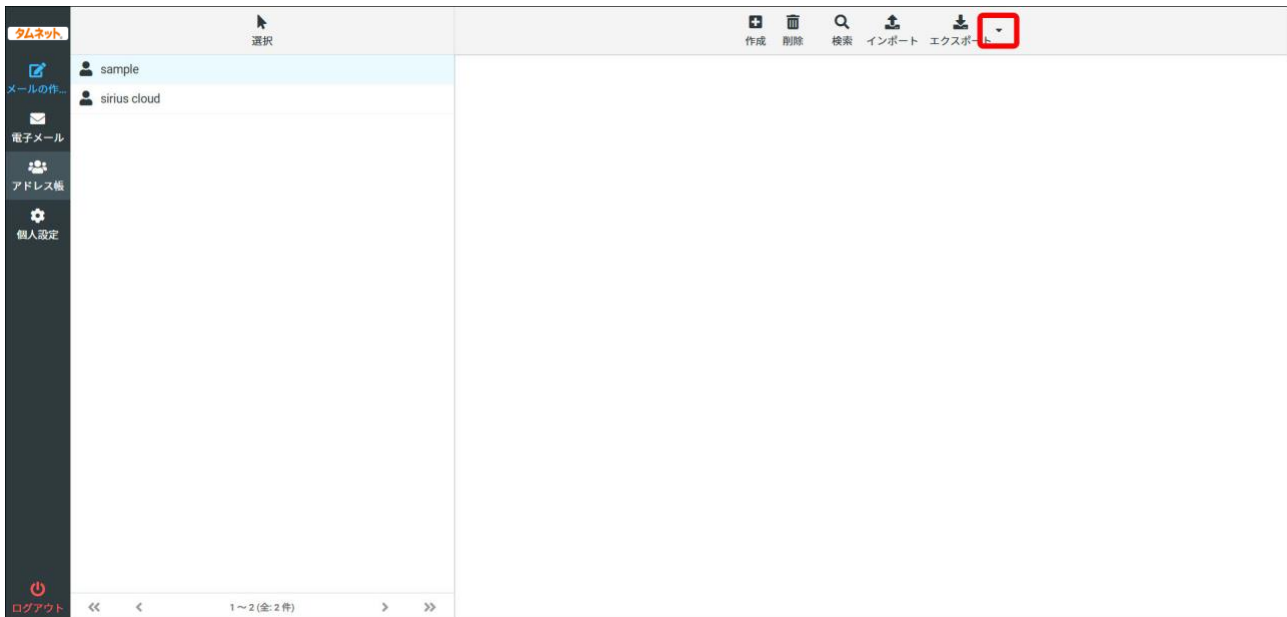 タムネット。
メールの作...
電子メール
アドレス帳
個人設定
ログアウト
選択
sample
sirius cloud
1～2 (全: 2 件)
作成 削除 検索 インポート エクスポート